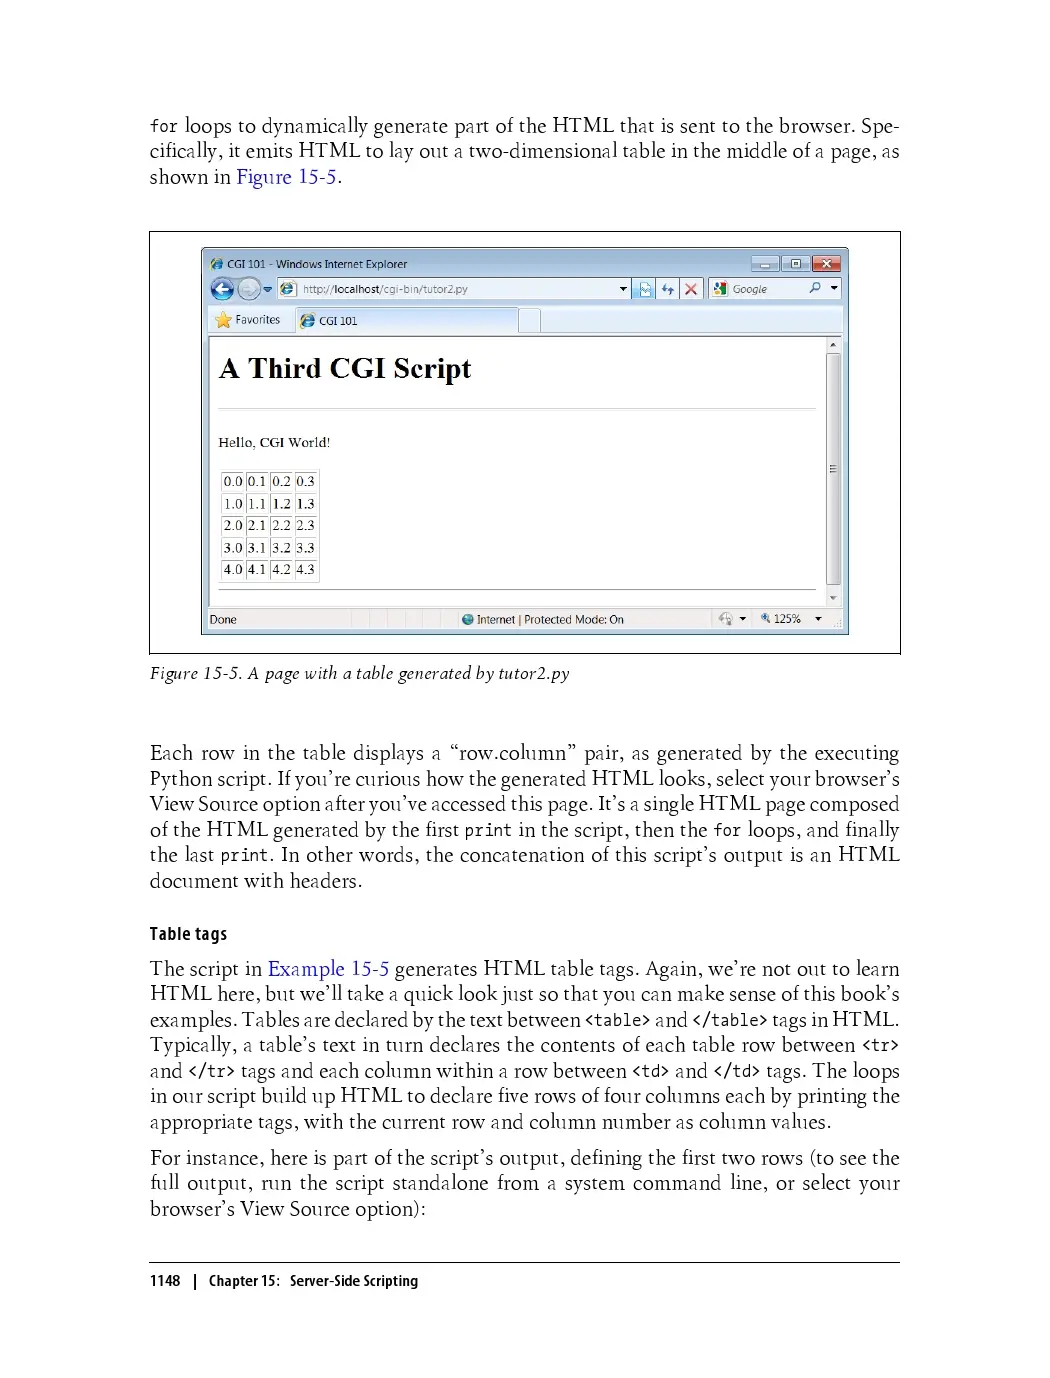 for loops to dynamically generate part of the HTML that is sent to the browser. Spe-
cifically, it emits HTML to lay out a two-dimensional table in the middle of a page, as
shown in Figure 15-5.
CGI 101 - Windows Internet Explorer
http://localhost/cgi-bin/tutor2.py
Google
Favorites
CGI 101
A Third CGI Script
Hello, CGI World!
0.0 0.1 0.2 0.3
1.0 1.1 1.2 1.3
2.0 2.1 2.2 2.3
3.0 3.1 3.2 3.3
4.0 4.1 4.2 4.3
Done
Internet | Protected Mode: On
125%
Figure 15-5. A page with a table generated by tutor2.py
Each row in the table displays a “row.column” pair, as generated by the executing
Python script. If you’re curious how the generated HTML looks, select your browser’s
View Source option after you’ve accessed this page. It’s a single HTML page composed
of the HTML generated by the first print in the script, then the for loops, and finally
the last print. In other words, the concatenation of this script’s output is an HTML
document with headers.
Table tags
The script in Example 15-5 generates HTML table tags. Again, we’re not out to learn
HTML here, but we’ll take a quick look just so that you can make sense of this book’s
examples. Tables are declared by the text between <table> and </table> tags in HTML.
Typically, a table’s text in turn declares the contents of each table row between <tr>
and </tr> tags and each column within a row between <td> and </td> tags. The loops
in our script build up HTML to declare five rows of four columns each by printing the
appropriate tags, with the current row and column number as column values.
For instance, here is part of the script’s output, defining the first two rows (to see the
full output, run the script standalone from a system command line, or select your
browser’s View Source option):
1148 | Chapter 15: Server-Side Scripting